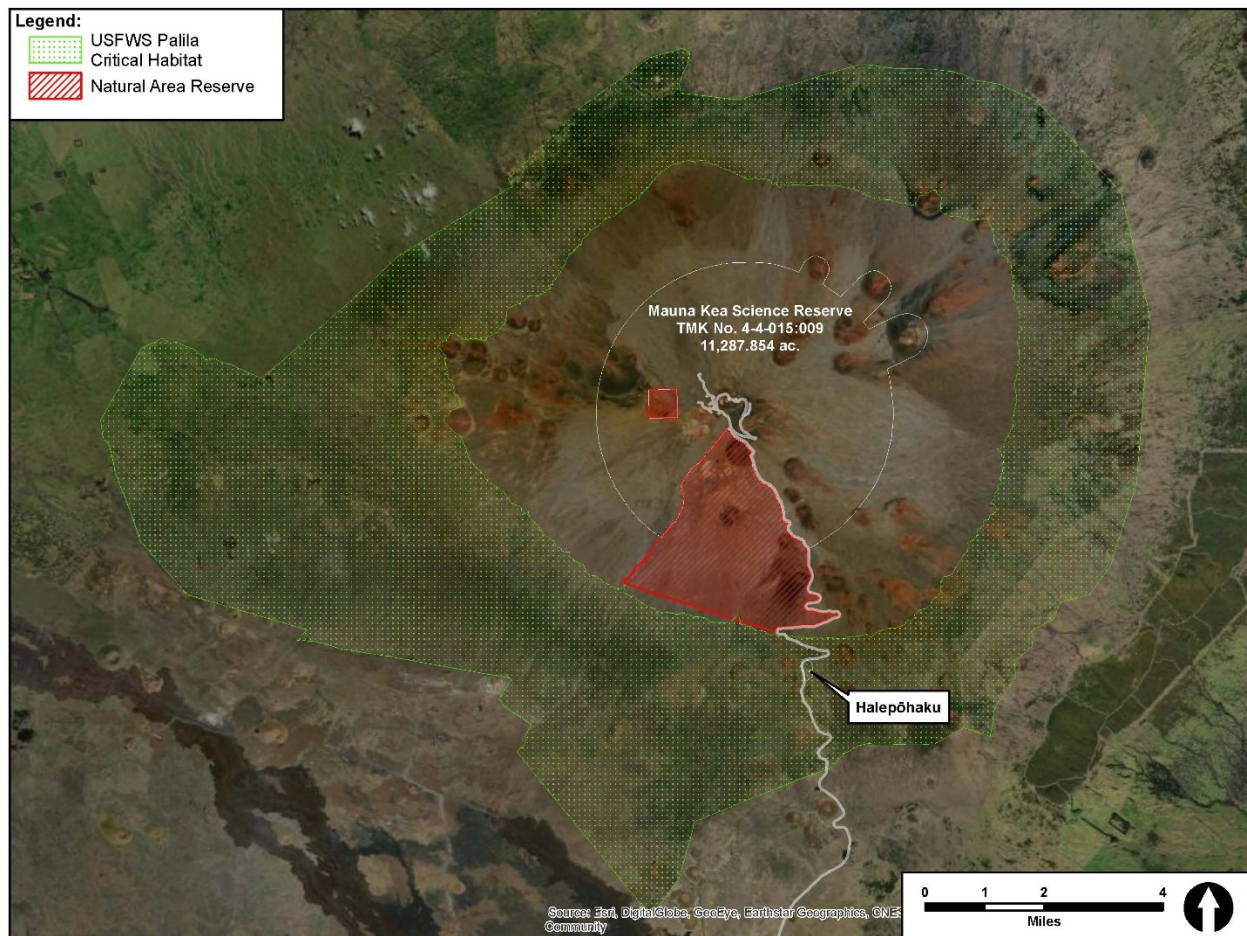 Legend:
USFWS Palila
Critical Habitat
Natural Area Reserve
Mauna Kea Science Reserve
TMK No. 4-4-015:009
11,287.854 ac.
Halepōhaku
0 1 2 4
Miles
Source: Esri, DigitalGlobe, GeoEye, Earthstar Geographics, CNES
Community